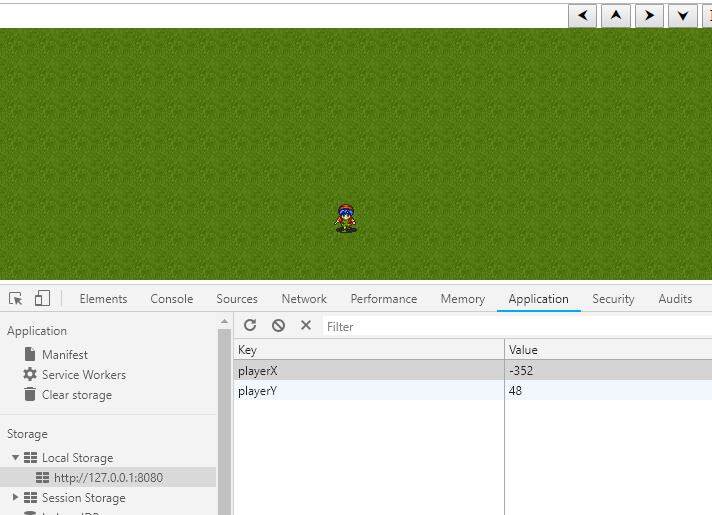 Elements Console Sources Network Performance Memory Application Security Audits
Application
Manifest
Service Workers
Clear storage
Storage
Local Storage
http://127.0.0.1:8080
Session Storage
Filter
Key Value
playerX -352
playerY 48